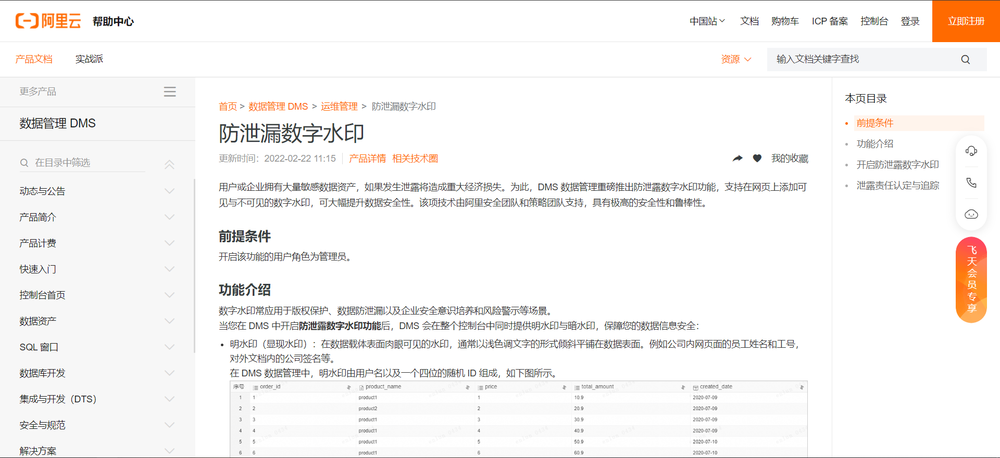 阿里云 帮助中心 中国站 文档 购物车 ICP 备案 控制台 登录 立即注册
产品文档 实战派 资源 输入文档关键字查找
更多产品
数据管理 DMS
在目录中筛选
动态与公告
产品简介
产品计费
快速入门
控制台首页
数据资产
SQL 窗口
数据库开发
集成与开发（DTS）
安全与规范
解决方案
首页 > 数据管理 DMS > 运维管理 > 防泄漏数字水印
防泄漏数字水印
更新时间：2022-02-22 11:15 产品详情 相关技术圈 我的收藏
用户或企业拥有大量敏感数据资产，如果发生泄露将造成重大经济损失。为此，DMS 数据管理重磅推出防泄露数字水印功能，支持在网页上添加可
见与不可见的数字水印，可大幅提升数据安全性。该项技术由阿里安全团队和策略团队支持，具有极高的安全性和鲁棒性。
前提条件
开启该功能的用户角色为管理员。
功能介绍
数字水印常应用于版权保护、数据防泄漏以及企业安全意识培养和风险警示等场景。
当您在 DMS 中开启防泄露数字水印功能后，DMS 会在整个控制台中同时提供明水印与暗水印，保障您的数据信息安全：
• 明水印（显现水印）：在数据载体表面肉眼可见的水印，通常以浅色调文字的形式倾斜平铺在数据表面。例如公司内网页面的员工姓名和工号，
对外文档内的公司签名等。
在 DMS 数据管理中，明水印由用户名以及一个四位的随机 ID 组成，如下图所示。
序号 order_id product_name price total_amount created_date
1 1 product1 1 10.9 2020-07-09
2 2 product2 2 20.9 2020-07-09
3 3 product1 3 30.9 2020-07-09
4 4 product1 4 40.9 2020-07-09
5 5 product1 5 50.9 2020-07-10
6 6 product1 6 60.9 2020-07-10
本页目录
• 前提条件
• 功能介绍
• 开启防泄露数字水印
• 泄露责任认定与追踪
飞天会员专享